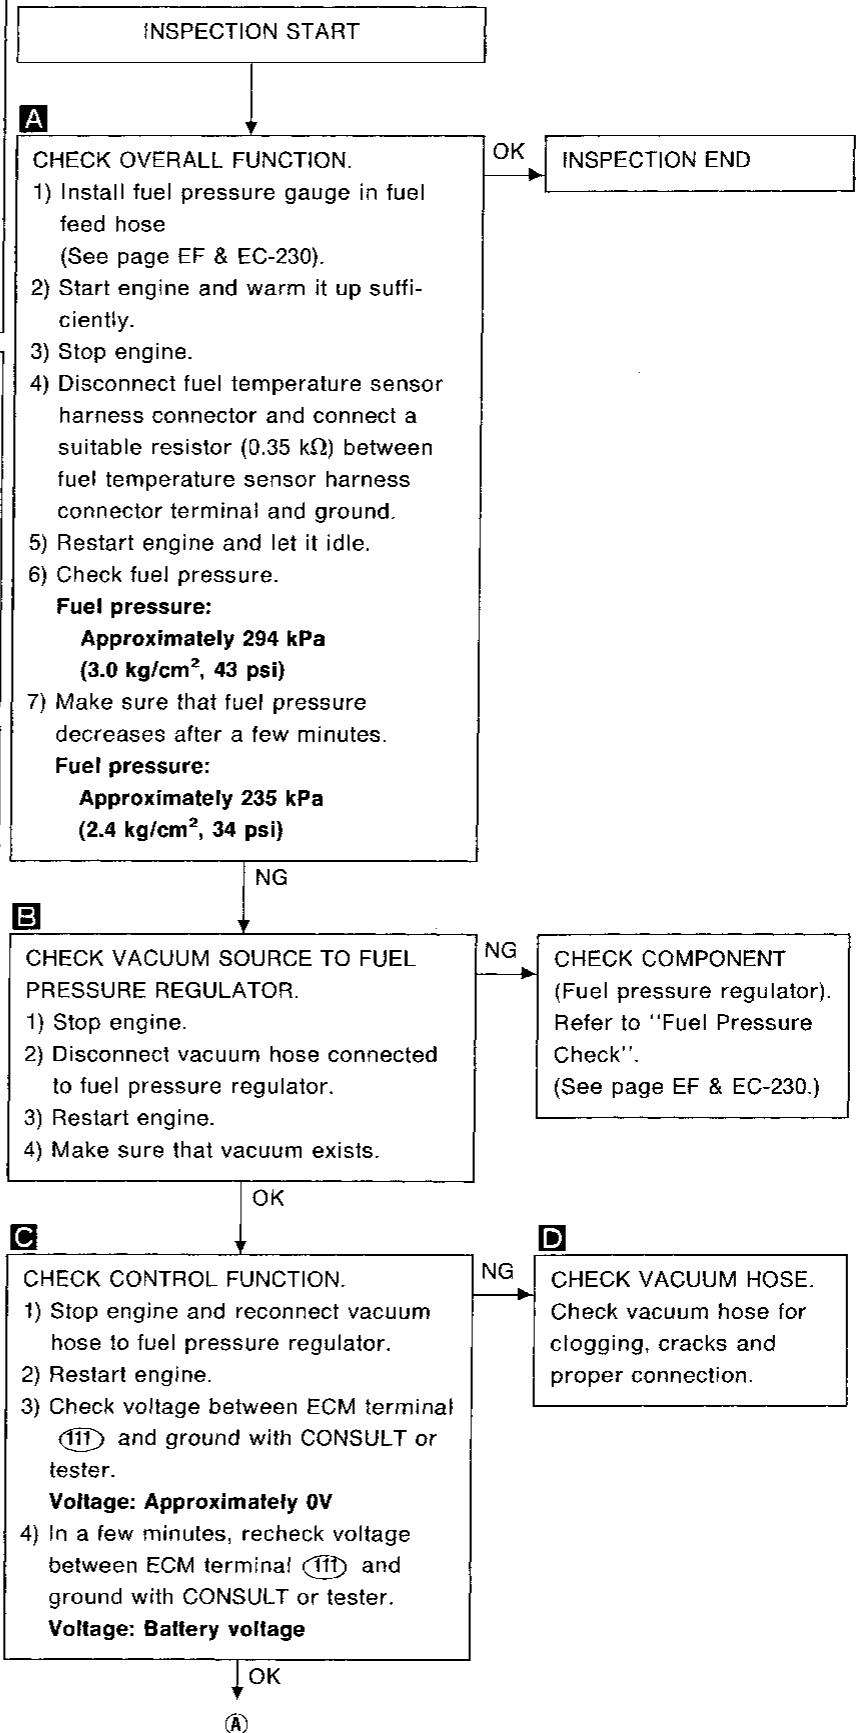 INSPECTION START
A
CHECK OVERALL FUNCTION.
1) Install fuel pressure gauge in fuel
feed hose
(See page EF & EC-230).
2) Start engine and warm it up suffi-
ciently.
3) Stop engine.
4) Disconnect fuel temperature sensor
harness connector and connect a
suitable resistor (0.35 kΩ) between
fuel temperature sensor harness
connector terminal and ground.
5) Restart engine and let it idle.
6) Check fuel pressure.
Fuel pressure:
Approximately 294 kPa
(3.0 kg/cm², 43 psi)
7) Make sure that fuel pressure
decreases after a few minutes.
Fuel pressure:
Approximately 235 kPa
(2.4 kg/cm², 34 psi)
OK
INSPECTION END
NG
B
CHECK VACUUM SOURCE TO FUEL
PRESSURE REGULATOR.
1) Stop engine.
2) Disconnect vacuum hose connected
to fuel pressure regulator.
3) Restart engine.
4) Make sure that vacuum exists.
NG
CHECK COMPONENT
(Fuel pressure regulator).
Refer to "Fuel Pressure
Check".
(See page EF & EC-230.)
OK
C
CHECK CONTROL FUNCTION.
1) Stop engine and reconnect vacuum
hose to fuel pressure regulator.
2) Restart engine.
3) Check voltage between ECM terminal
111 and ground with CONSULT or
tester.
Voltage: Approximately 0V
4) In a few minutes, recheck voltage
between ECM terminal 111 and
ground with CONSULT or tester.
Voltage: Battery voltage
NG
D
CHECK VACUUM HOSE.
Check vacuum hose for
clogging, cracks and
proper connection.
OK
Ⓐ